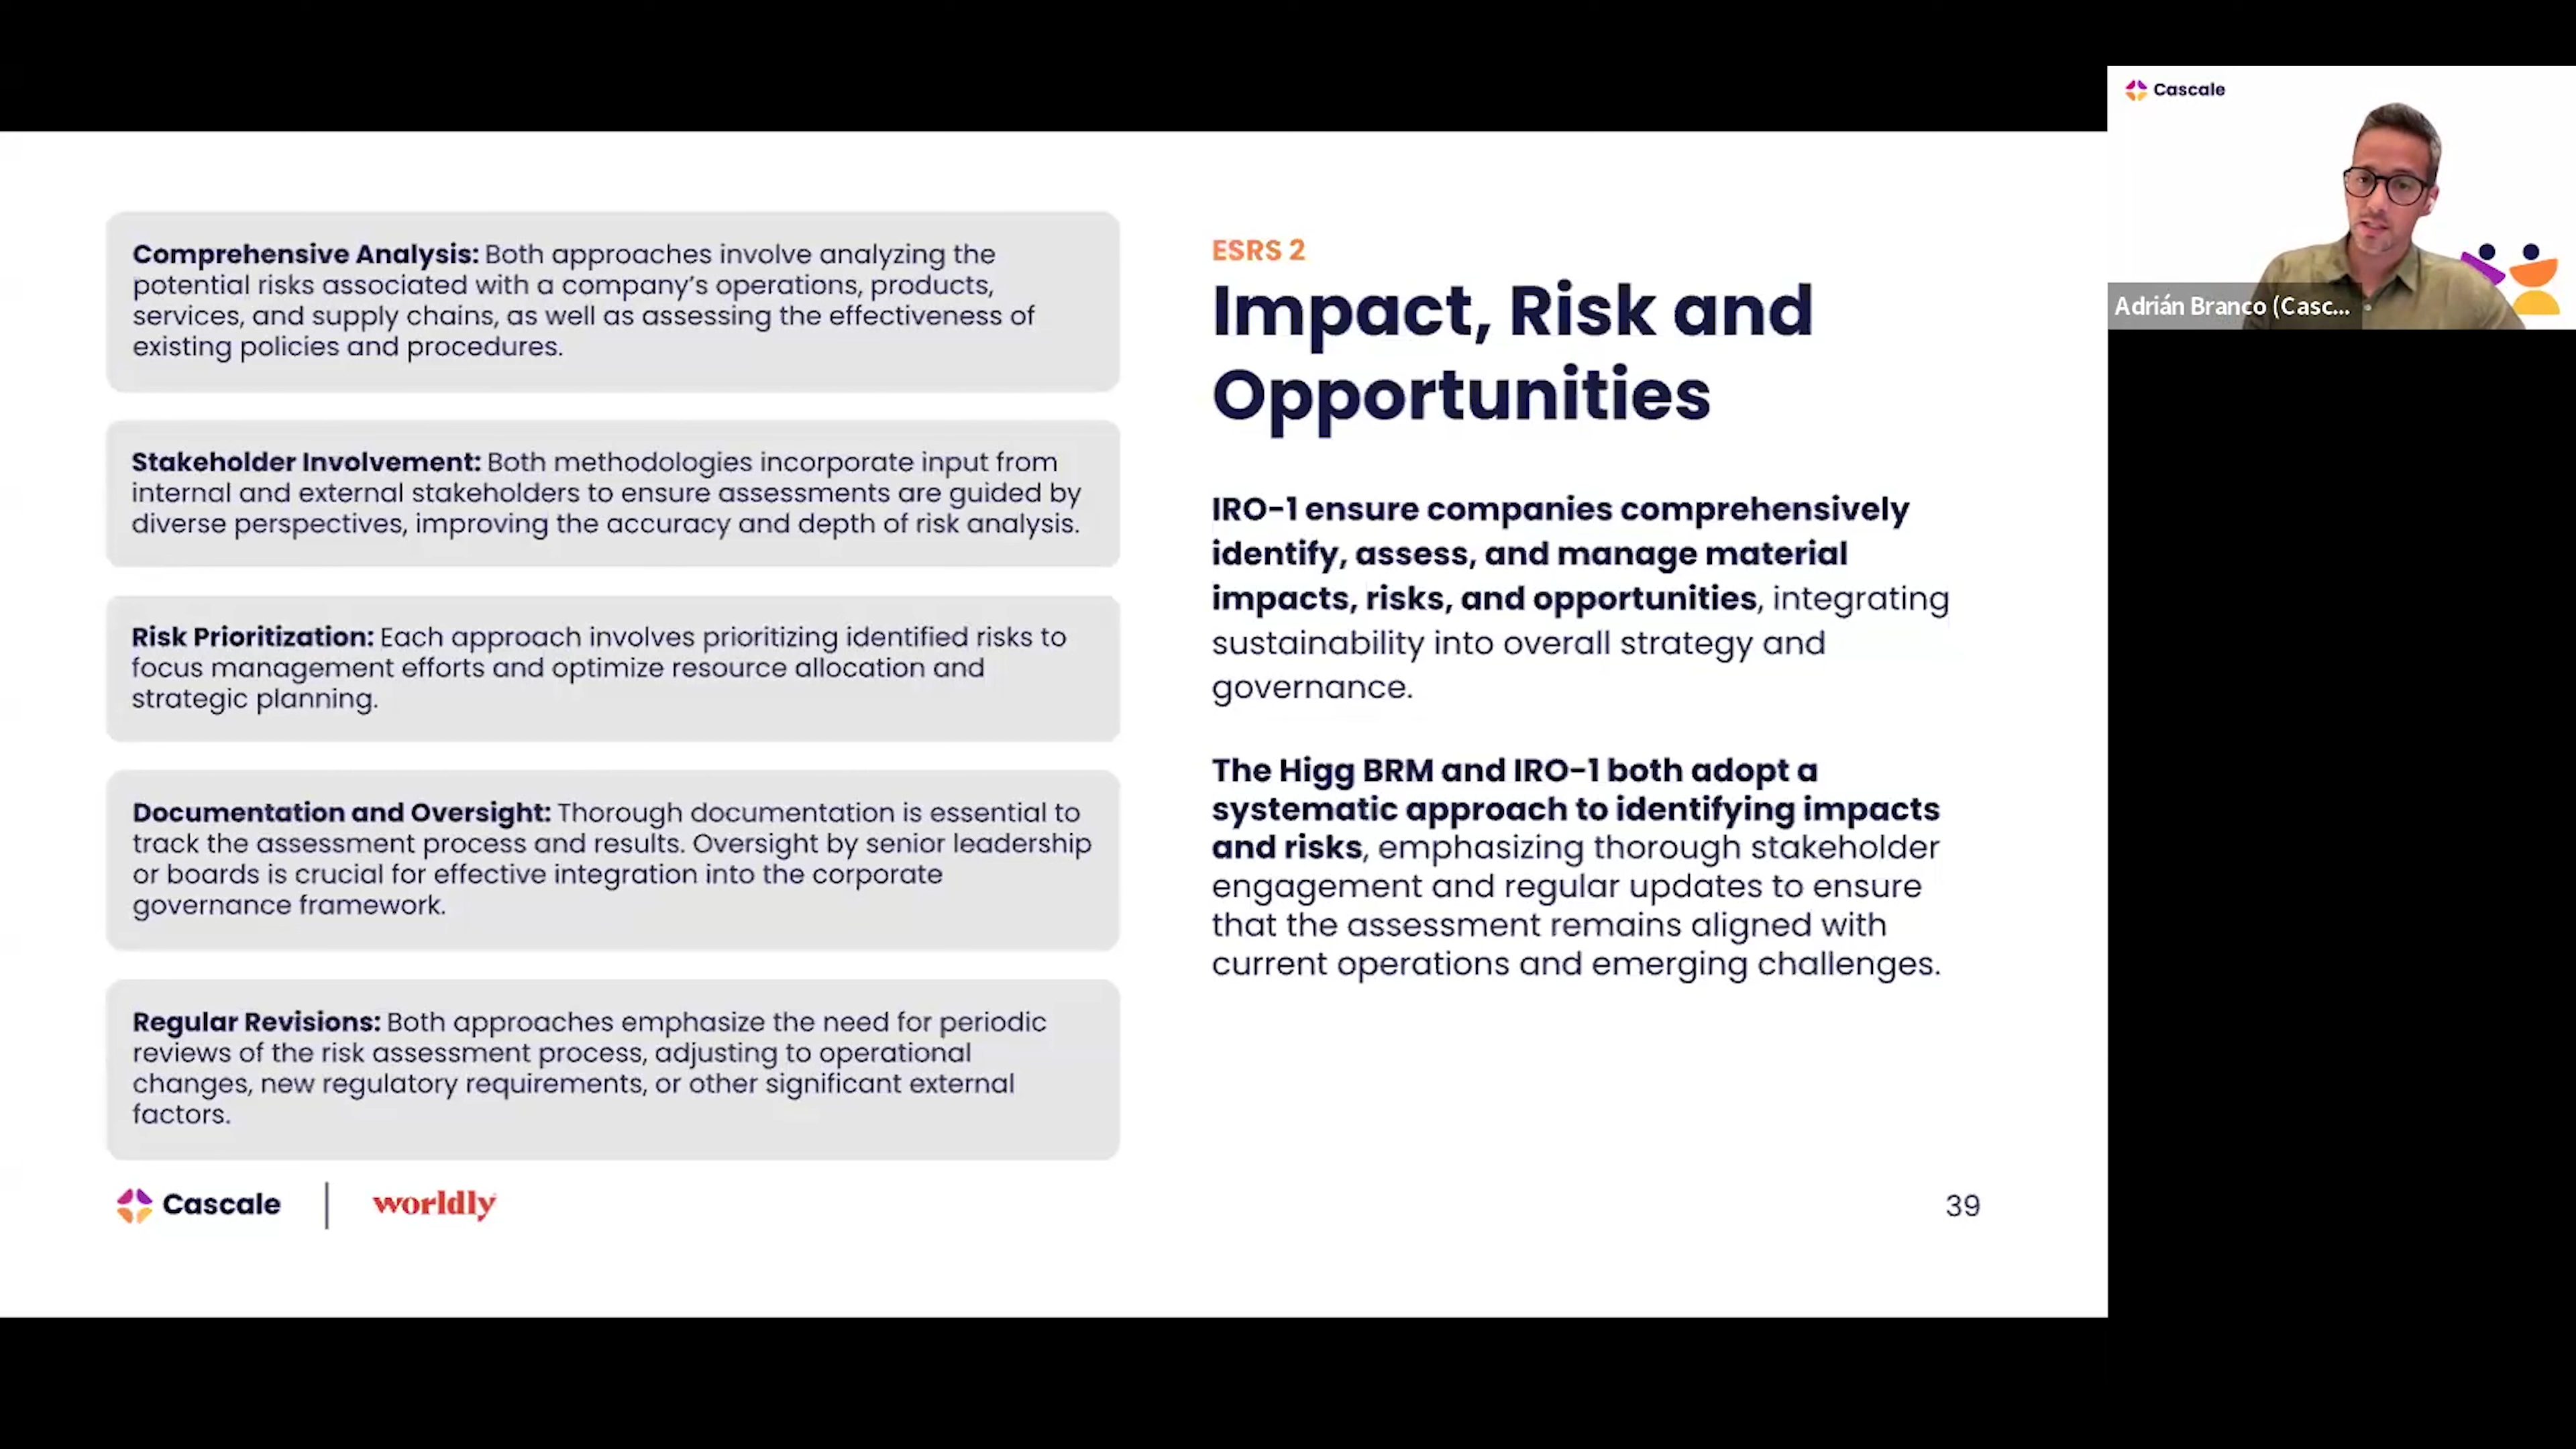 Comprehensive Analysis: Both approaches involve analyzing the
potential risks associated with a company's operations, products,
services, and supply chains, as well as assessing the effectiveness of
existing policies and procedures.
Stakeholder Involvement: Both methodologies incorporate input from
internal and external stakeholders to ensure assessments are guided by
diverse perspectives, improving the accuracy and depth of risk analysis.
Risk Prioritization: Each approach involves prioritizing identified risks to
focus management efforts and optimize resource allocation and
strategic planning.
Documentation and Oversight: Thorough documentation is essential to
track the assessment process and results. Oversight by senior leadership
or boards is crucial for effective integration into the corporate
governance framework.
Regular Revisions: Both approaches emphasize the need for periodic
reviews of the risk assessment process, adjusting to operational
changes, new regulatory requirements, or other significant external
factors.
ESRS 2
Impact, Risk and
Opportunities
IRO-1 ensure companies comprehensively
identify, assess, and manage material
impacts, risks, and opportunities, integrating
sustainability into overall strategy and
governance.
The Higg BRM and IRO-1 both adopt a
systematic approach to identifying impacts
and risks, emphasizing thorough stakeholder
engagement and regular updates to ensure
that the assessment remains aligned with
current operations and emerging challenges.
Cascale
worldly
39
Cascale
Adrián Branco (Casc...